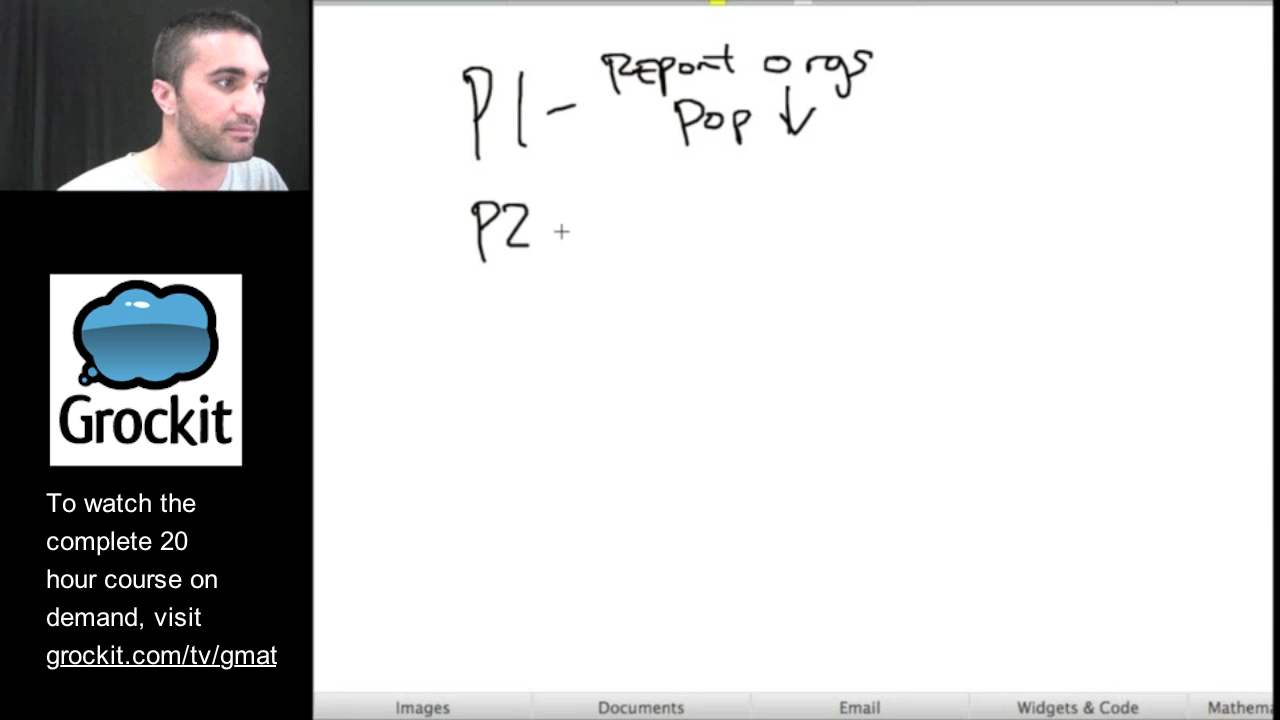 P1 - Report orgs
Pop ↓
P2
Grockit
To watch the
complete 20
hour course on
demand, visit
grockit.com/tv/gmat
Images Documents Email Widgets & Code Mathema